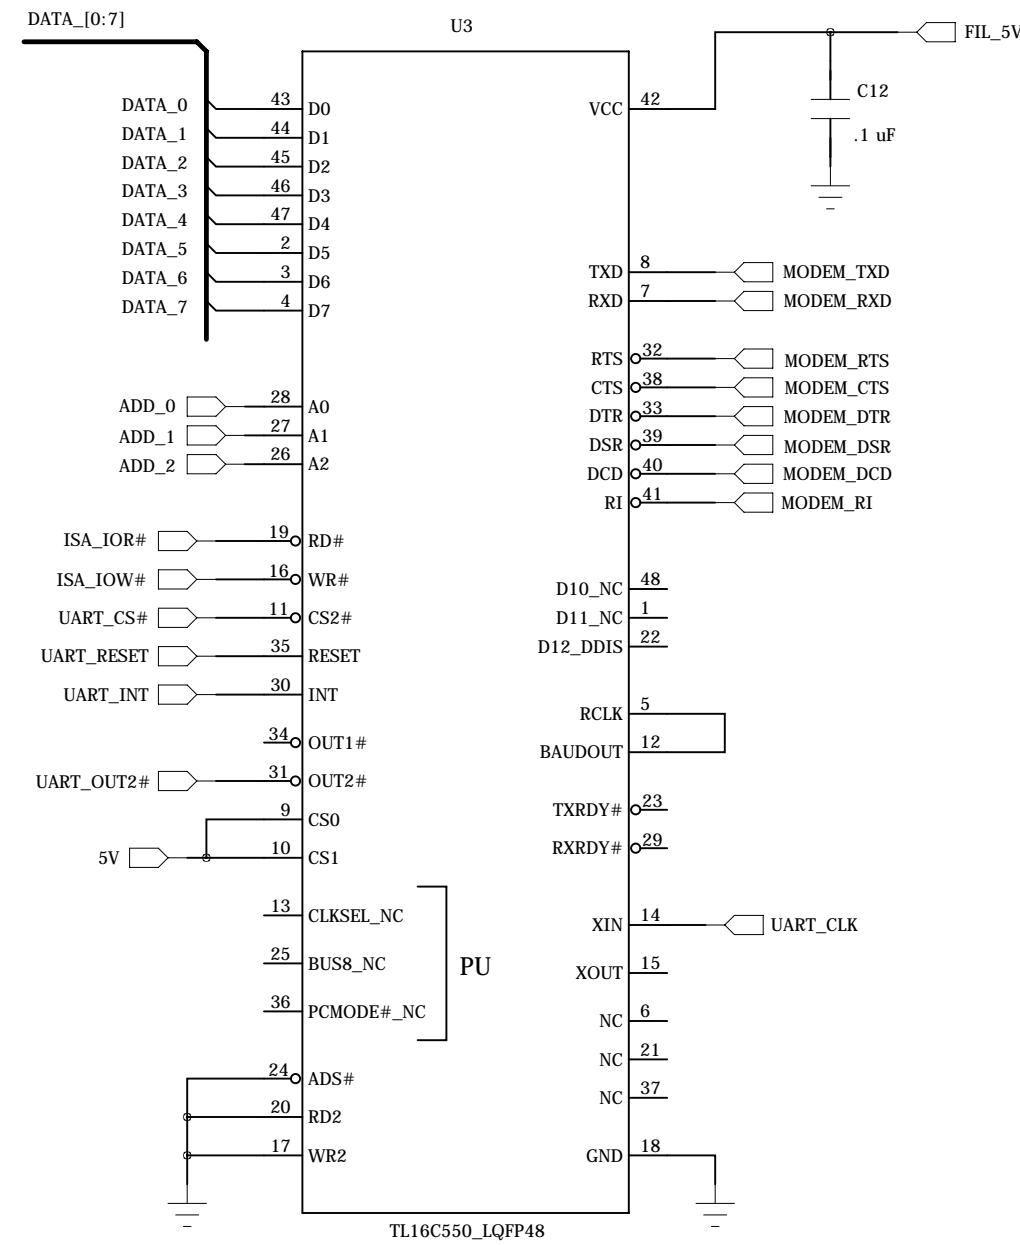 DATA_[0:7]
U3
FIL_5V
DATA_0 43 D0
DATA_1 44 D1
DATA_2 45 D2
DATA_3 46 D3
DATA_4 47 D4
DATA_5 2 D5
DATA_6 3 D6
DATA_7 4 D7
VCC 42
C12
.1 uF
TXD 8 MODEM_TXD
RXD 7 MODEM_RXD
RTS 32 MODEM_RTS
CTS 38 MODEM_CTS
DTR 33 MODEM_DTR
DSR 39 MODEM_DSR
DCD 40 MODEM_DCD
RI 41 MODEM_RI
ADD_0 28 A0
ADD_1 27 A1
ADD_2 26 A2
ISA_IOR# 19 RD#
ISA_IOW# 16 WR#
UART_CS# 11 CS2#
UART_RESET 35 RESET
UART_INT 30 INT
34 OUT1#
UART_OUT2# 31 OUT2#
9 CS0
5V 10 CS1
13 CLKSEL_NC
25 BUS8_NC
36 PCMODE#_NC
PU
24 ADS#
20 RD2
17 WR2
D10_NC 48
D11_NC 1
D12_DDIS 22
RCLK 5
BAUDOUT 12
TXRDY# 23
RXRDY# 29
XIN 14 UART_CLK
XOUT 15
NC 6
NC 21
NC 37
GND 18
TL16C550_LQFP48